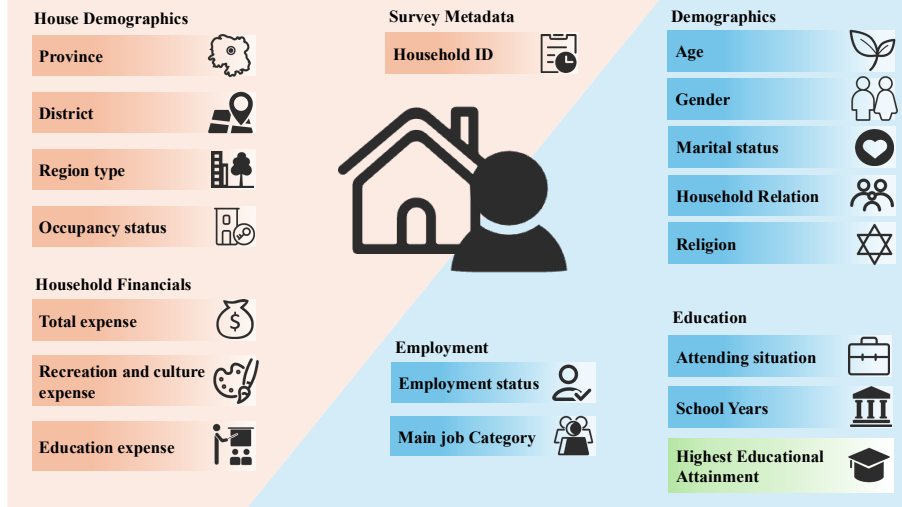 House Demographics
Province
District
Region type
Occupancy status
Household Financials
Total expense
Recreation and culture
expense
Education expense
Survey Metadata
Household ID
Employment
Employment status
Main job Category
Demographics
Age
Gender
Marital status
Household Relation
Religion
Education
Attending situation
School Years
Highest Educational
Attainment
$